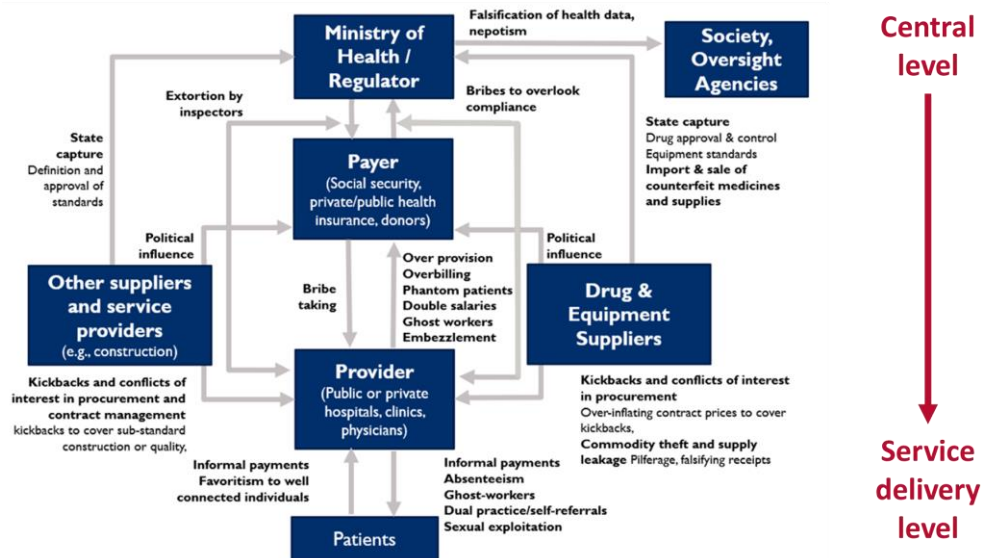 Falsification of health data,
nepotism
Ministry of
Health /
Regulator
Society,
Oversight
Agencies
Central
level
Extortion by
inspectors
Bribes to overlook
compliance
State
capture
Definition and
approval of
standards
State capture
Drug approval & control
Equipment standards
Import & sale of
counterfeit medicines
and supplies
Payer
(Social security,
private/public health
insurance, donors)
Political
influence
Political
influence
Other suppliers
and service
providers
(e.g., construction)
Bribe
taking
Over provision
Overbilling
Phantom patients
Double salaries
Ghost workers
Embezzlement
Drug &
Equipment
Suppliers
Provider
(Public or private
hospitals, clinics,
physicians)
Kickbacks and conflicts of
interest in procurement and
contract management
kickbacks to cover sub-standard
construction or quality,
Kickbacks and conflicts of interest
in procurement
Over-inflating contract prices to cover
kickbacks,
Commodity theft and supply
leakage Pilferage, falsifying receipts
Informal payments
Favoritism to well
connected individuals
Informal payments
Absenteeism
Ghost-workers
Dual practice/self-referrals
Sexual exploitation
Patients
Service
delivery
level